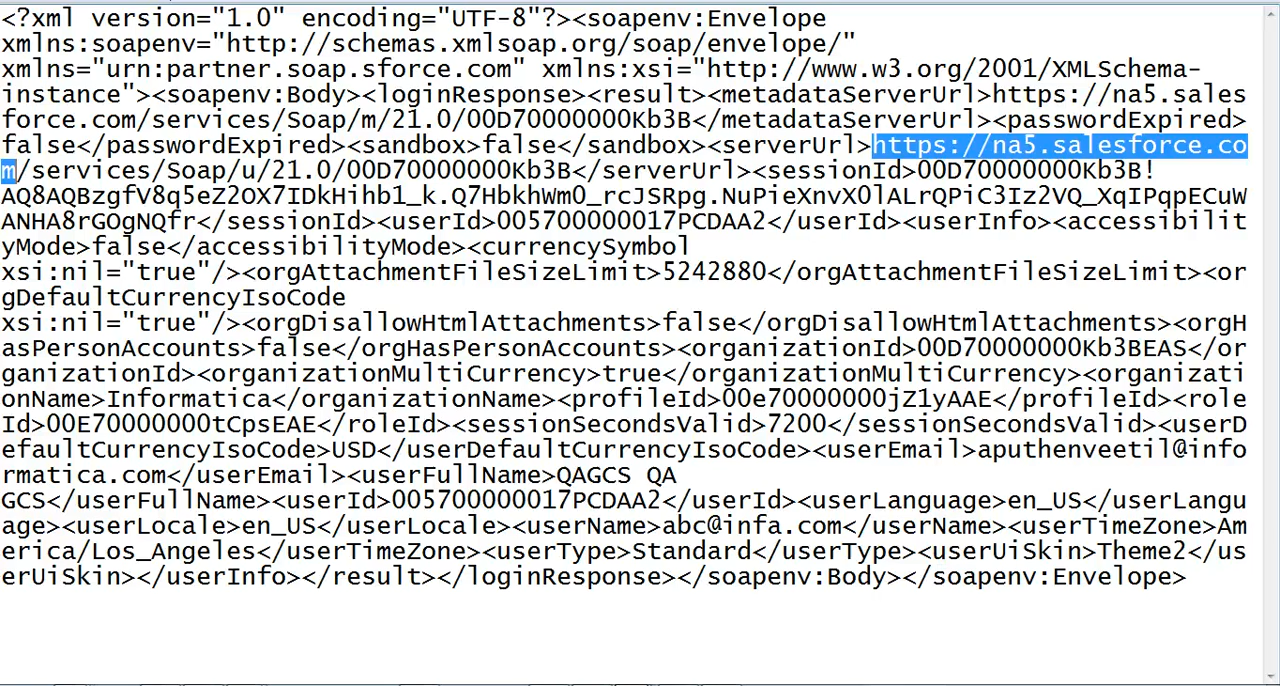 <?xml version="1.0" encoding="UTF-8"?><soapenv:Envelope
xmlns:soapenv="http://schemas.xmlsoap.org/soap/envelope/"
xmlns="urn:partner.soap.sforce.com" xmlns:xsi="http://www.w3.org/2001/XMLSchema-
instance"><soapenv:Body><loginResponse><result><metadataServerUrl>https://na5.sales
force.com/services/Soap/m/21.0/00D70000000Kb3B</metadataServerUrl><passwordExpired>
false</passwordExpired><sandbox>false</sandbox><serverUrl>https://na5.salesforce.co
m/services/Soap/u/21.0/00D70000000Kb3B</serverUrl><sessionId>00D70000000Kb3B!
AQ8AQBzgfV8q5eZ2OX7IDkHihb1_k.Q7HbkhWm0_rcJSRpg.NuPieXnvX0lALrQPiC3Iz2VQ_XqIPqpECuW
ANHA8rGOgNQfr</sessionId><userId>005700000017PCDAA2</userId><userInfo><accessibilit
yMode>false</accessibilityMode><currencySymbol
xsi:nil="true"/><orgAttachmentFileSizeLimit>5242880</orgAttachmentFileSizeLimit><or
gDefaultCurrencyIsoCode
xsi:nil="true"/><orgDisallowHtmlAttachments>false</orgDisallowHtmlAttachments><orgH
asPersonAccounts>false</orgHasPersonAccounts><organizationId>00D70000000Kb3BEAS</or
ganizationId><organizationMultiCurrency>true</organizationMultiCurrency><organizati
onName>Informatica</organizationName><profileId>00e70000000jZ1yAAE</profileId><role
Id>00E70000000tCpsEAE</roleId><sessionSecondsValid>7200</sessionSecondsValid><userD
efaultCurrencyIsoCode>USD</userDefaultCurrencyIsoCode><userEmail>aputhenveetil@info
rmatica.com</userEmail><userFullName>QAGCS QA
GCS</userFullName><userId>005700000017PCDAA2</userId><userLanguage>en_US</userLangu
age><userLocale>en_US</userLocale><userName>abc@infa.com</userName><userTimeZone>Am
erica/Los_Angeles</userTimeZone><userType>Standard</userType><userUiSkin>Theme2</us
erUiSkin></userInfo></result></loginResponse></soapenv:Body></soapenv:Envelope>